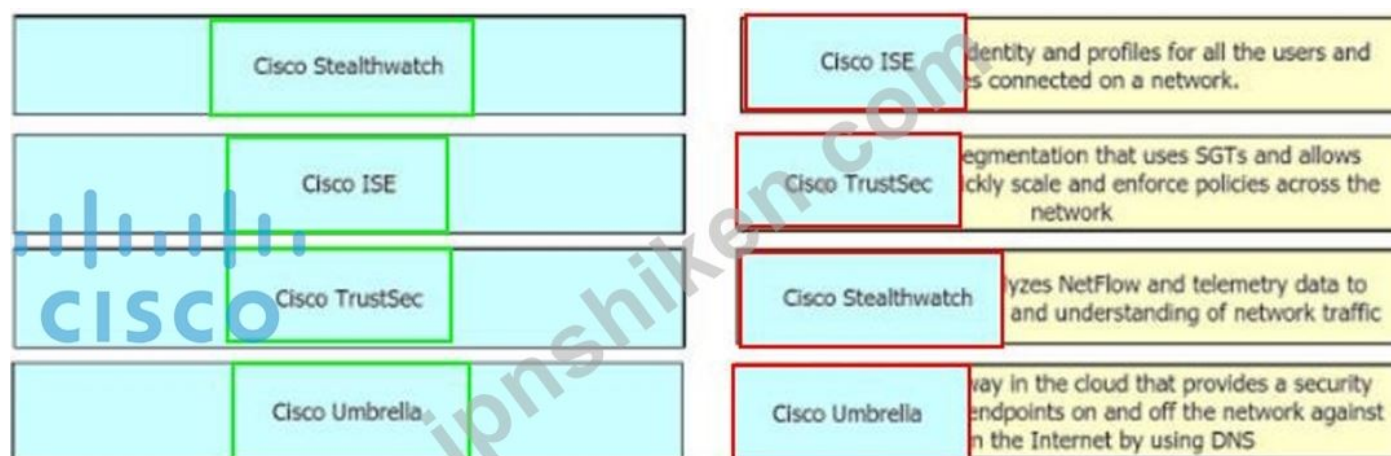 Cisco Stealthwatch
Cisco ISE
Cisco TrustSec
Cisco Umbrella
CISCO
Cisco ISE
dentity and profiles for all the users and
s connected on a network.
Cisco TrustSec
egmentation that uses SGTs and allows
ckly scale and enforce policies across the
network
Cisco Stealthwatch
lyzes NetFlow and telemetry data to
and understanding of network traffic
Cisco Umbrella
way in the cloud that provides a security
endpoints on and off the network against
n the Internet by using DNS
jpnshiken.com